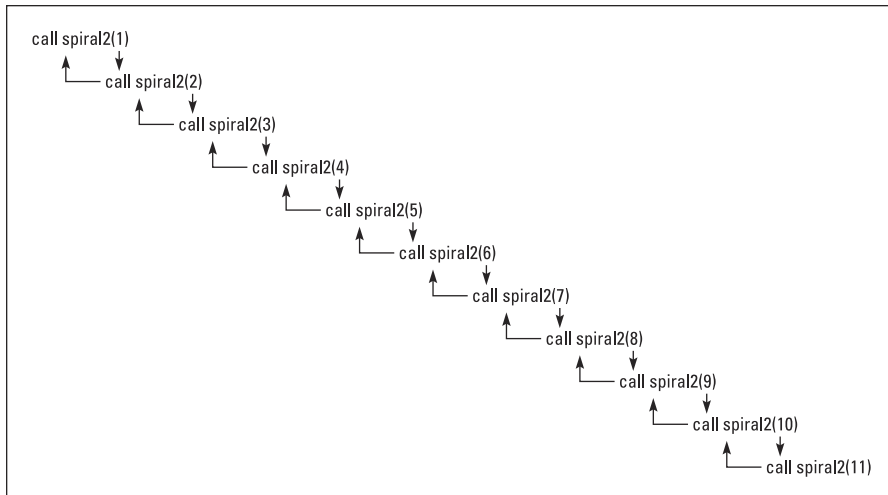 call spiral2(1)
call spiral2(2)
call spiral2(3)
call spiral2(4)
call spiral2(5)
call spiral2(6)
call spiral2(7)
call spiral2(8)
call spiral2(9)
call spiral2(10)
call spiral2(11)